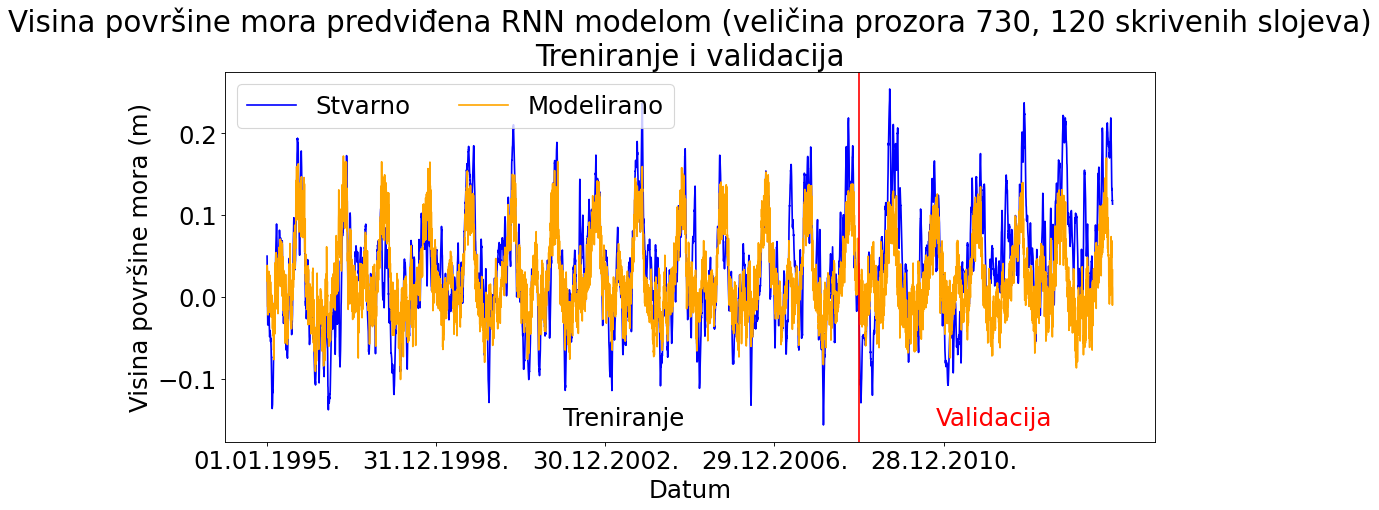 Visina površine mora predviđena RNN modelom (veličina prozora 730, 120 skrivenih slojeva)
Treniranje i validacija
Stvarno
Modelirano
Visina površine mora (m)
0.2
0.1
0.0
−0.1
Treniranje
Validacija
01.01.1995.
31.12.1998.
30.12.2002.
29.12.2006.
28.12.2010.
Datum